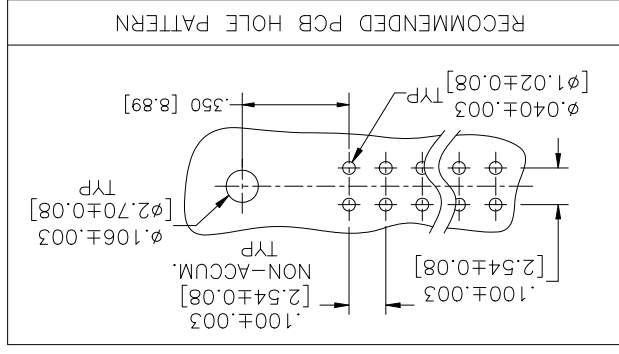 RECOMMENDED PCB HOLE PATTERN
.350 [8.89]
TYP
ø.040±.003
[ø1.02±0.08]
ø.106±.003
[ø2.70±0.08]
TYP
.100±.003
[2.54±0.08]
NON-ACCUM.
TYP
.100±.003
[2.54±0.08]